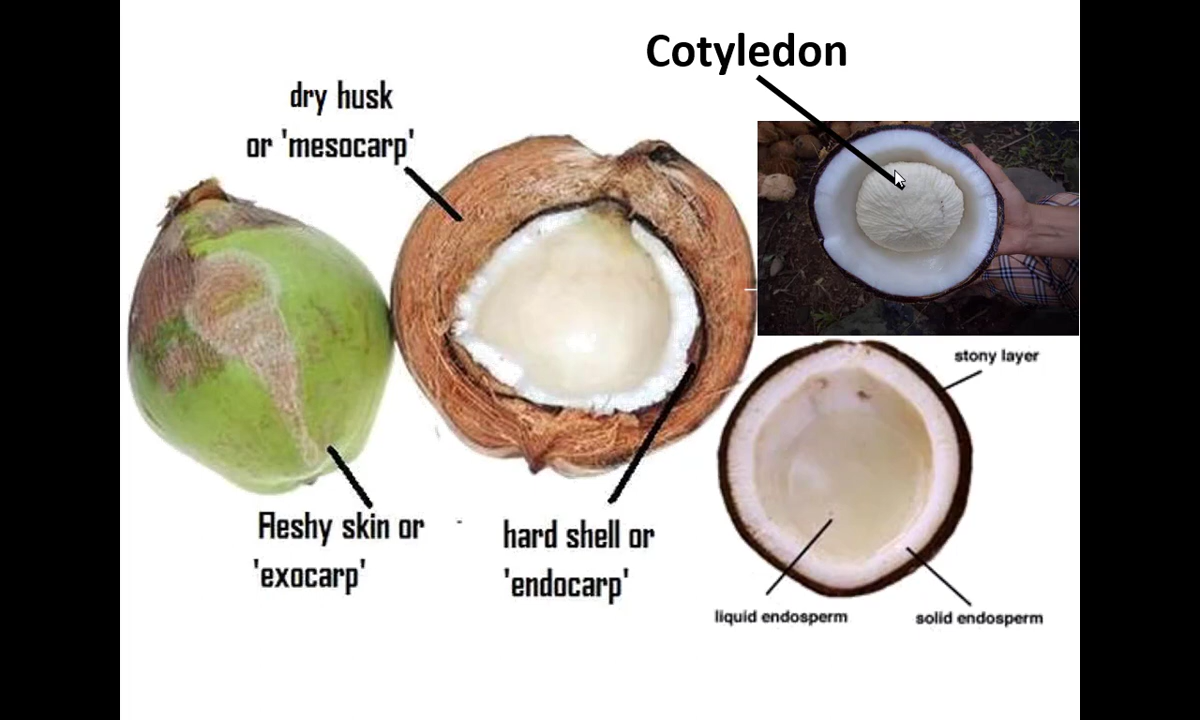 Cotyledon
dry husk
or 'mesocarp'
stony layer
fleshy skin or
'exocarp'
hard shell or
'endocarp'
liquid endosperm
solid endosperm